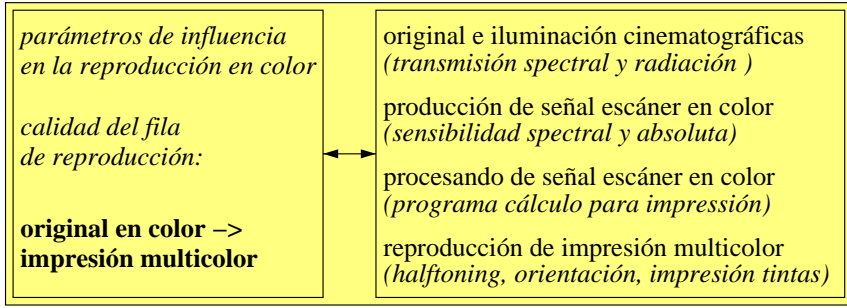 parámetros de influencia
en la reproducción en color
calidad del fila
de reproducción:
original en color −>
impresión multicolor
original e iluminación cinematográficas
(transmisión spectral y radiación )
producción de señal escáner en color
(sensibilidad spectral y absoluta)
procesando de señal escáner en color
(programa cálculo para impressión)
reproducción de impresión multicolor
(halftoning, orientación, impresión tintas)